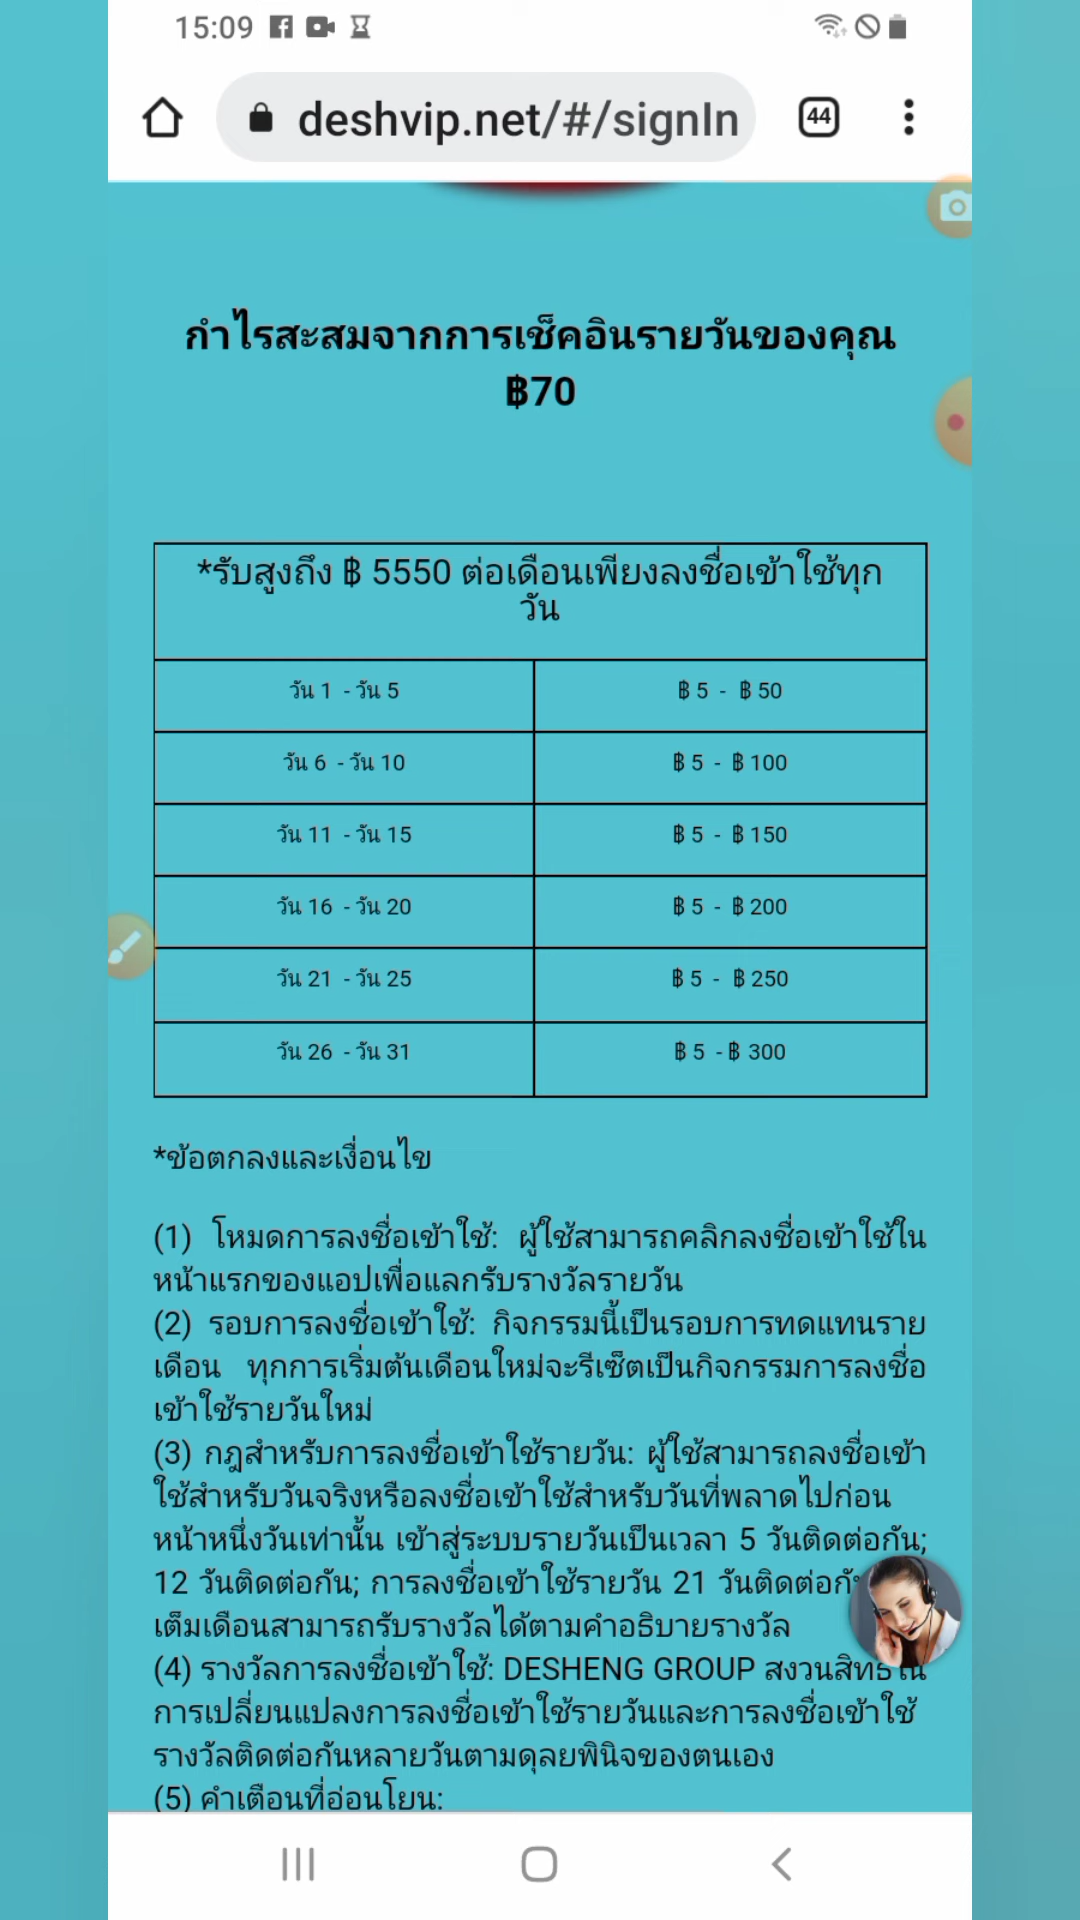 15:09
deshvip.net/#/signIn
44
กำไรสะสมจากการเช็คอินรายวันของคุณ
฿70
*รับสูงถึง ฿ 5550 ต่อเดือนเพียงลงชื่อเข้าใช้ทุก
วัน
วัน 1 - วัน 5 ฿ 5 - ฿ 50
วัน 6 - วัน 10 ฿ 5 - ฿ 100
วัน 11 - วัน 15 ฿ 5 - ฿ 150
วัน 16 - วัน 20 ฿ 5 - ฿ 200
วัน 21 - วัน 25 ฿ 5 - ฿ 250
วัน 26 - วัน 31 ฿ 5 - ฿ 300
*ข้อตกลงและเงื่อนไข
(1) โหมดการลงชื่อเข้าใช้: ผู้ใช้สามารถคลิกลงชื่อเข้าใช้ใน
หน้าแรกของแอปเพื่อแลกรับรางวัลรายวัน
(2) รอบการลงชื่อเข้าใช้: กิจกรรมนี้เป็นรอบการทดแทนราย
เดือน ทุกการเริ่มต้นเดือนใหม่จะรีเซ็ตเป็นกิจกรรมการลงชื่อ
เข้าใช้รายวันใหม่
(3) กฎสำหรับการลงชื่อเข้าใช้รายวัน: ผู้ใช้สามารถลงชื่อเข้า
ใช้สำหรับวันจริงหรือลงชื่อเข้าใช้สำหรับวันที่พลาดไปก่อน
หน้าหนึ่งวันเท่านั้น เข้าสู่ระบบรายวันเป็นเวลา 5 วันติดต่อกัน;
12 วันติดต่อกัน; การลงชื่อเข้าใช้รายวัน 21 วันติดต่อกัน
เต็มเดือนสามารถรับรางวัลได้ตามคำอธิบายรางวัล
(4) รางวัลการลงชื่อเข้าใช้: DESHENG GROUP สงวนสิทธิ์ใน
การเปลี่ยนแปลงการลงชื่อเข้าใช้รายวันและการลงชื่อเข้าใช้
รางวัลติดต่อกันหลายวันตามดุลยพินิจของตนเอง
(5) คำเตือนที่อ่อนโยน: